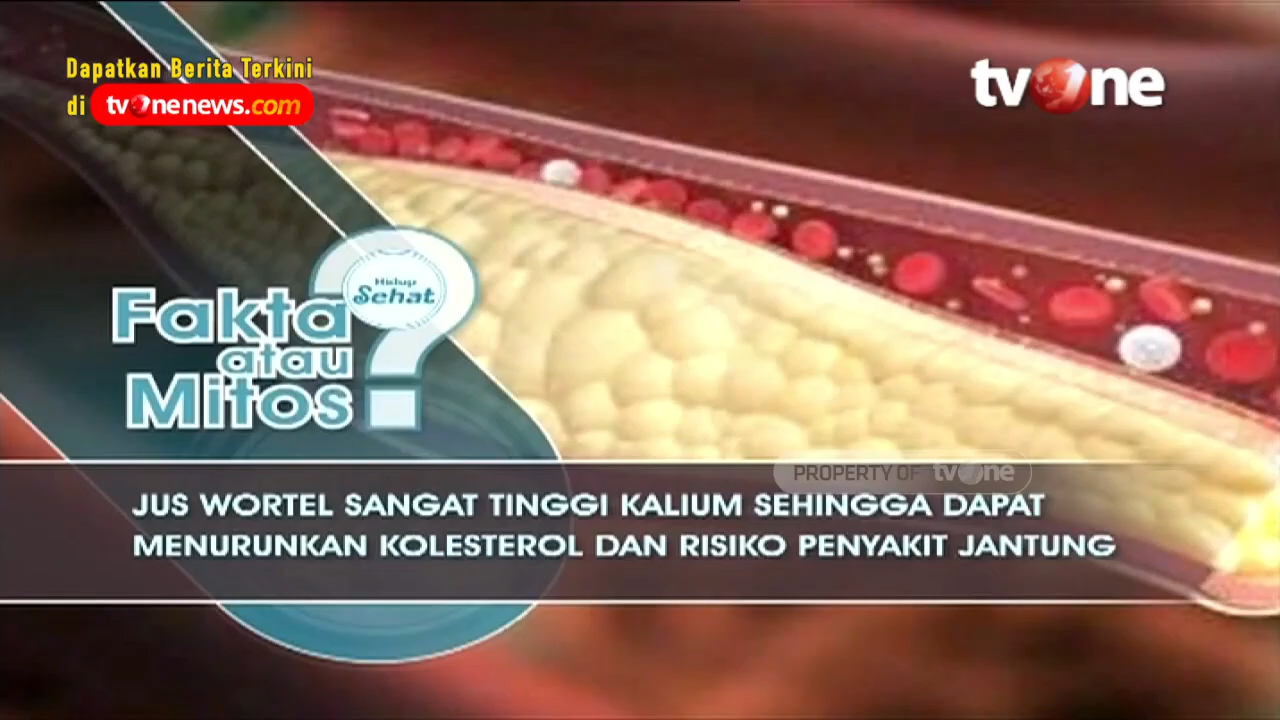 Dapatkan Berita Terkini
di tvOnenews.com
tvOne
Hidup
Sehat
Fakta
atau
Mitos
?
PROPERTY OF tvOne
JUS WORTEL SANGAT TINGGI KALIUM SEHINGGA DAPAT
MENURUNKAN KOLESTEROL DAN RISIKO PENYAKIT JANTUNG